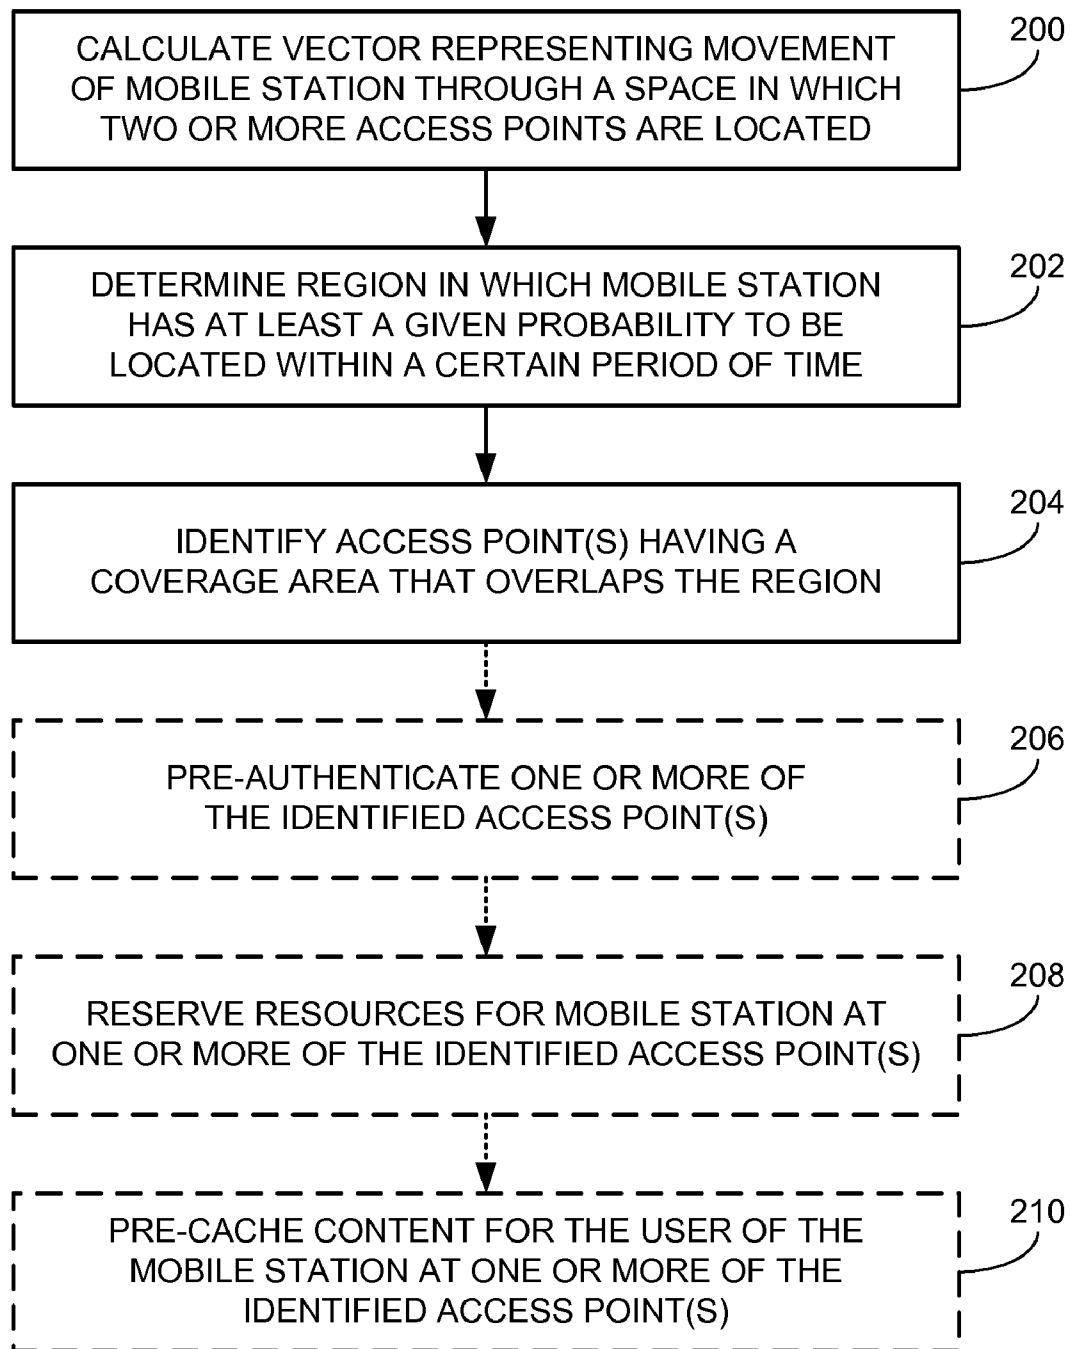 CALCULATE VECTOR REPRESENTING MOVEMENT
OF MOBILE STATION THROUGH A SPACE IN WHICH
TWO OR MORE ACCESS POINTS ARE LOCATED
200
DETERMINE REGION IN WHICH MOBILE STATION
HAS AT LEAST A GIVEN PROBABILITY TO BE
LOCATED WITHIN A CERTAIN PERIOD OF TIME
202
IDENTIFY ACCESS POINT(S) HAVING A
COVERAGE AREA THAT OVERLAPS THE REGION
204
PRE-AUTHENTICATE ONE OR MORE OF
THE IDENTIFIED ACCESS POINT(S)
206
RESERVE RESOURCES FOR MOBILE STATION AT
ONE OR MORE OF THE IDENTIFIED ACCESS POINT(S)
208
PRE-CACHE CONTENT FOR THE USER OF THE
MOBILE STATION AT ONE OR MORE OF THE
IDENTIFIED ACCESS POINT(S)
210